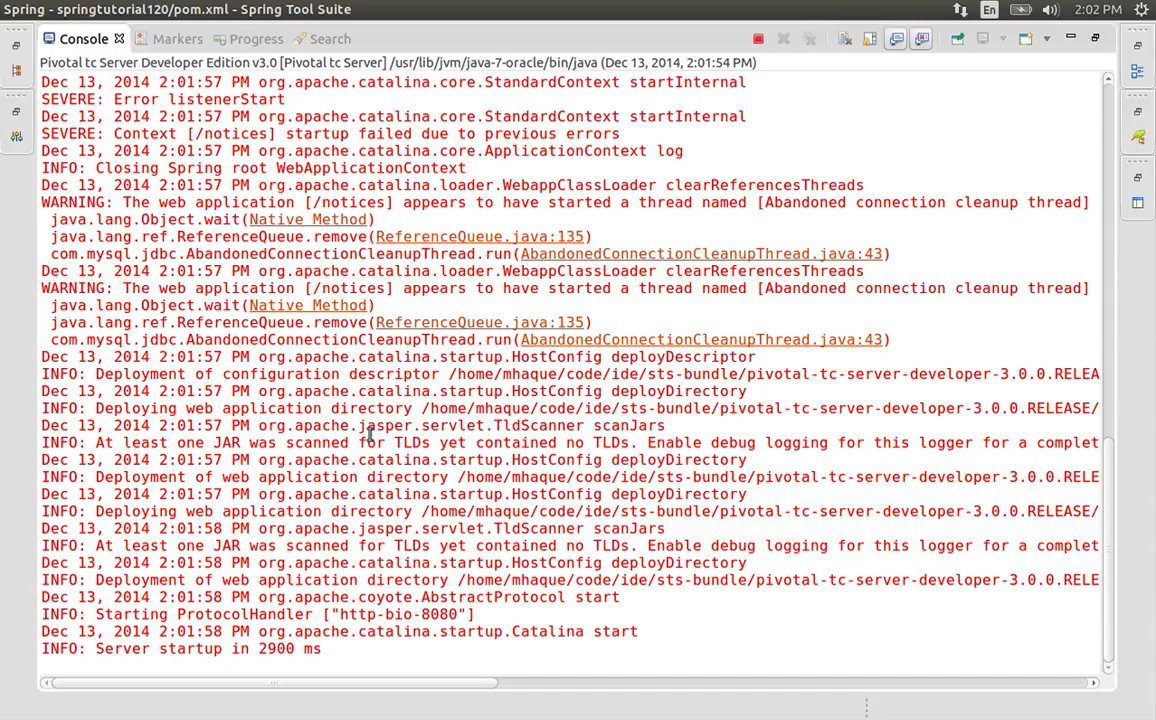 Spring - springtutorial120/pom.xml - Spring Tool Suite
En
2:02 PM
Console
Markers
Progress
Search
Pivotal tc Server Developer Edition v3.0 [Pivotal tc Server] /usr/lib/jvm/java-7-oracle/bin/java (Dec 13, 2014, 2:01:54 PM)
Dec 13, 2014 2:01:57 PM org.apache.catalina.core.StandardContext startInternal
SEVERE: Error listenerStart
Dec 13, 2014 2:01:57 PM org.apache.catalina.core.StandardContext startInternal
SEVERE: Context [/notices] startup failed due to previous errors
Dec 13, 2014 2:01:57 PM org.apache.catalina.core.ApplicationContext log
INFO: Closing Spring root WebApplicationContext
Dec 13, 2014 2:01:57 PM org.apache.catalina.loader.WebappClassLoader clearReferencesThreads
WARNING: The web application [/notices] appears to have started a thread named [Abandoned connection cleanup thread]
java.lang.Object.wait(Native Method)
java.lang.ref.ReferenceQueue.remove(ReferenceQueue.java:135)
com.mysql.jdbc.AbandonedConnectionCleanupThread.run(AbandonedConnectionCleanupThread.java:43)
Dec 13, 2014 2:01:57 PM org.apache.catalina.loader.WebappClassLoader clearReferencesThreads
WARNING: The web application [/notices] appears to have started a thread named [Abandoned connection cleanup thread]
java.lang.Object.wait(Native Method)
java.lang.ref.ReferenceQueue.remove(ReferenceQueue.java:135)
com.mysql.jdbc.AbandonedConnectionCleanupThread.run(AbandonedConnectionCleanupThread.java:43)
Dec 13, 2014 2:01:57 PM org.apache.catalina.startup.HostConfig deployDescriptor
INFO: Deployment of configuration descriptor /home/mhaque/code/ide/sts-bundle/pivotal-tc-server-developer-3.0.0.RELEA
Dec 13, 2014 2:01:57 PM org.apache.catalina.startup.HostConfig deployDirectory
INFO: Deploying web application directory /home/mhaque/code/ide/sts-bundle/pivotal-tc-server-developer-3.0.0.RELEASE/
Dec 13, 2014 2:01:57 PM org.apache.jasper.servlet.TldScanner scanJars
INFO: At least one JAR was scanned for TLDs yet contained no TLDs. Enable debug logging for this logger for a complet
Dec 13, 2014 2:01:57 PM org.apache.catalina.startup.HostConfig deployDirectory
INFO: Deployment of web application directory /home/mhaque/code/ide/sts-bundle/pivotal-tc-server-developer-3.0.0.RELE
Dec 13, 2014 2:01:57 PM org.apache.catalina.startup.HostConfig deployDirectory
INFO: Deploying web application directory /home/mhaque/code/ide/sts-bundle/pivotal-tc-server-developer-3.0.0.RELEASE/
Dec 13, 2014 2:01:58 PM org.apache.jasper.servlet.TldScanner scanJars
INFO: At least one JAR was scanned for TLDs yet contained no TLDs. Enable debug logging for this logger for a complet
Dec 13, 2014 2:01:58 PM org.apache.catalina.startup.HostConfig deployDirectory
INFO: Deployment of web application directory /home/mhaque/code/ide/sts-bundle/pivotal-tc-server-developer-3.0.0.RELE
Dec 13, 2014 2:01:58 PM org.apache.coyote.AbstractProtocol start
INFO: Starting ProtocolHandler ["http-bio-8080"]
Dec 13, 2014 2:01:58 PM org.apache.catalina.startup.Catalina start
INFO: Server startup in 2900 ms